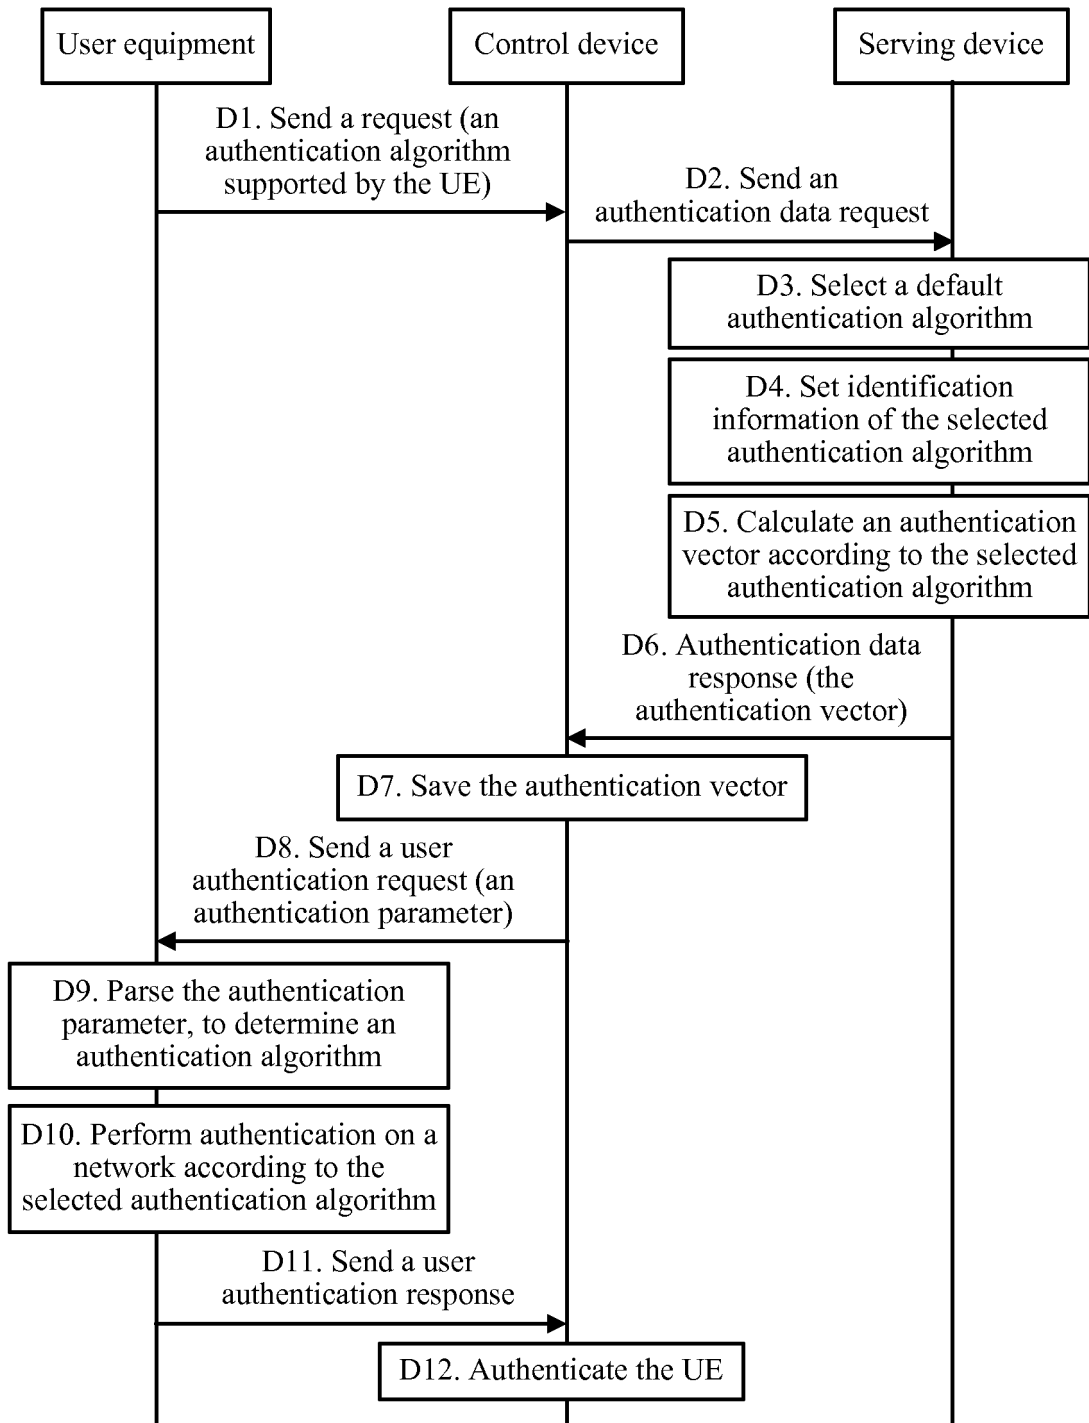 User equipment
Control device
Serving device
D1. Send a request (an
authentication algorithm
supported by the UE)
D2. Send an
authentication data request
D3. Select a default
authentication algorithm
D4. Set identification
information of the selected
authentication algorithm
D5. Calculate an authentication
vector according to the selected
authentication algorithm
D6. Authentication data
response (the
authentication vector)
D7. Save the authentication vector
D8. Send a user
authentication request (an
authentication parameter)
D9. Parse the authentication
parameter, to determine an
authentication algorithm
D10. Perform authentication on a
network according to the
selected authentication algorithm
D11. Send a user
authentication response
D12. Authenticate the UE